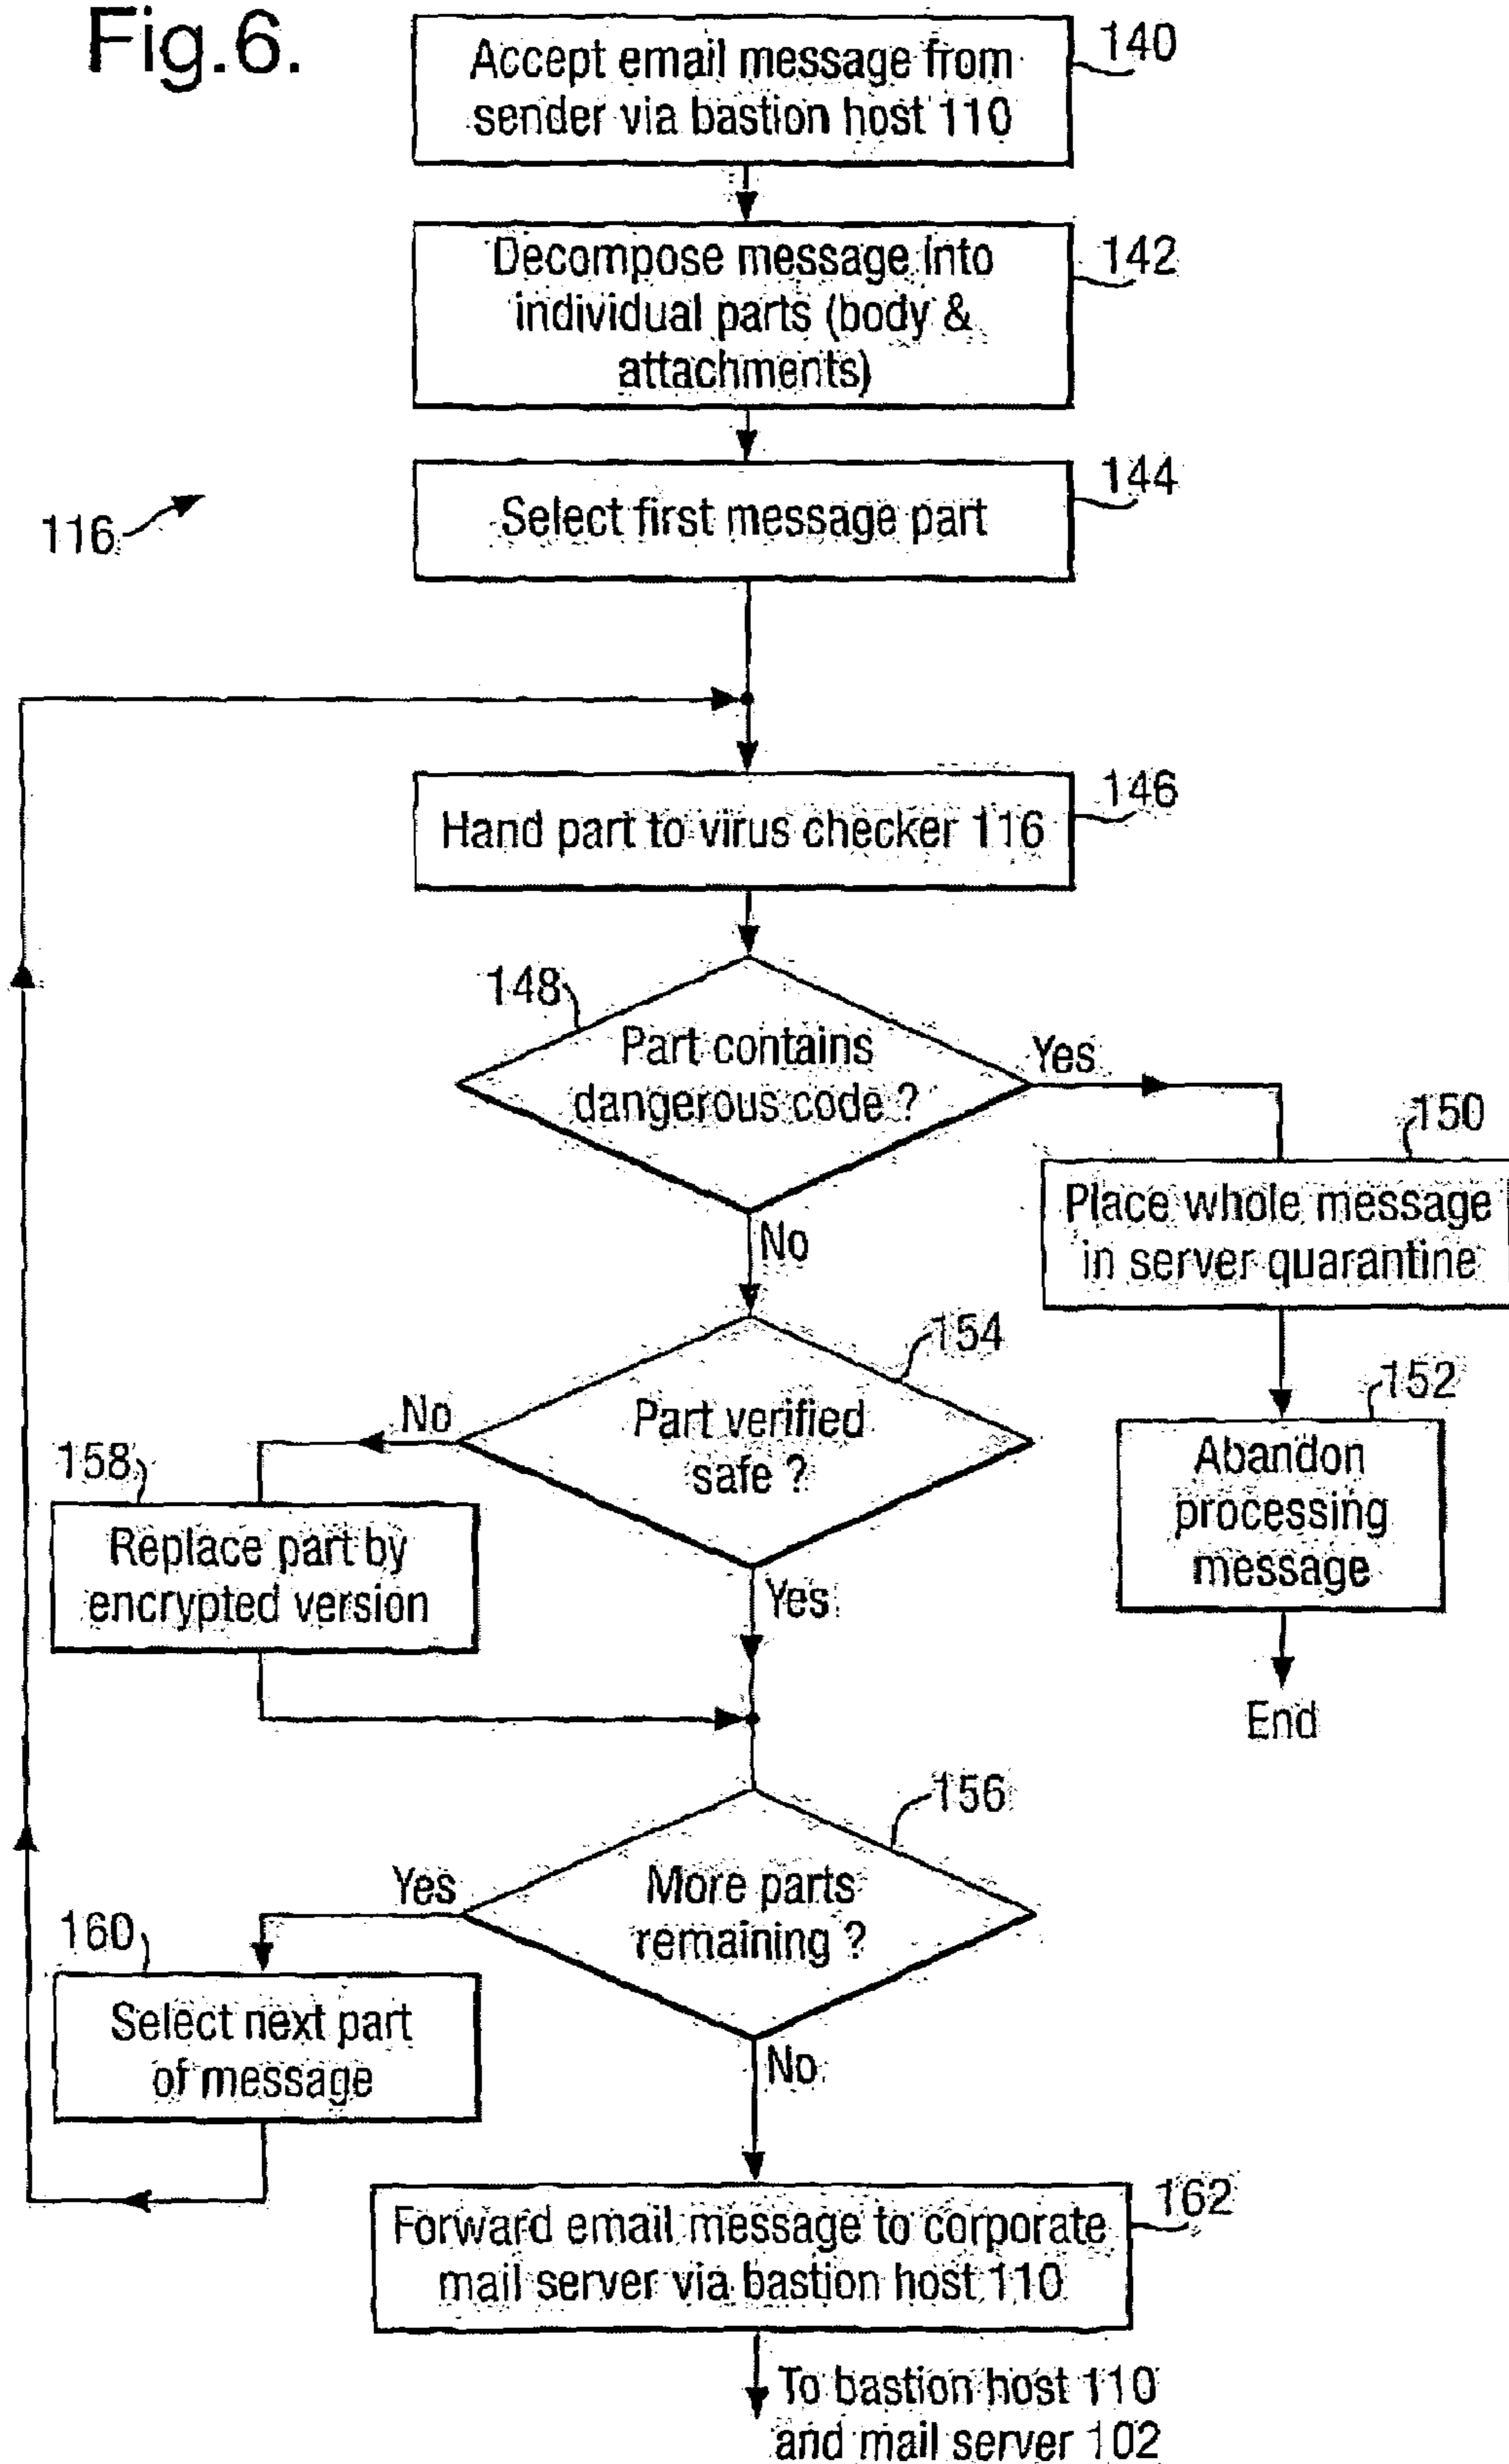 Fig.6.
Accept email message from
sender via bastion host 110
140
Decompose message into
individual parts (body &
attachments)
142
Select first message part
144
116
Hand part to virus checker 116
146
148
Part contains
dangerous code ?
Yes
150
Place whole message
in server quarantine
No
154
152
Part verified
safe ?
No
Abandon
processing
message
158
Replace part by
encrypted version
Yes
End
156
More parts
remaining ?
Yes
160
Select next part
of message
No
162
Forward email message to corporate
mail server via bastion host 110
To bastion host 110
and mail server 102